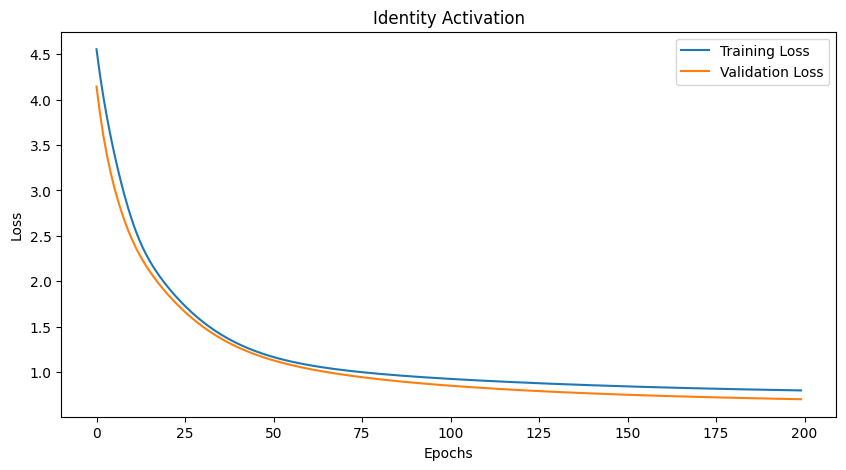 Identity Activation
Training Loss
Validation Loss
4.5
4.0
3.5
3.0
2.5
2.0
1.5
1.0
Loss
0 25 50 75 100 125 150 175 200
Epochs